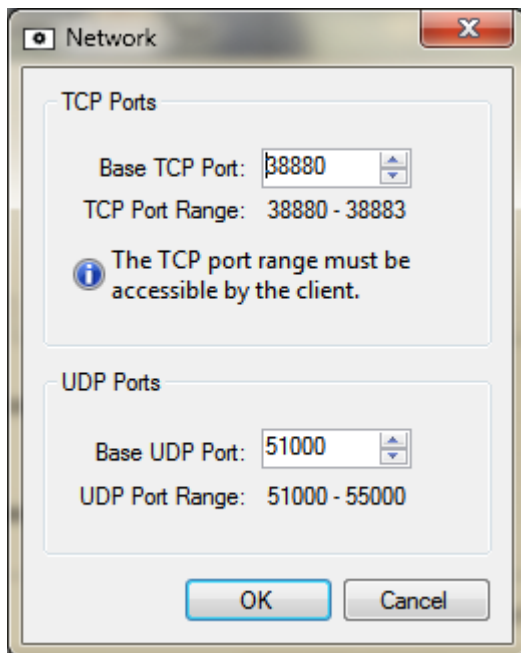 Network
TCP Ports
Base TCP Port: 38880
TCP Port Range: 38880 - 38883
The TCP port range must be
accessible by the client.
UDP Ports
Base UDP Port: 51000
UDP Port Range: 51000 - 55000
OK Cancel